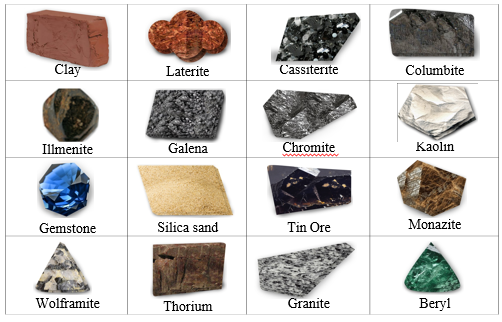 Clay
Laterite
Cassiterite
Columbite
Illmenite
Galena
Chromite
Kaolin
Gemstone
Silica sand
Tin Ore
Monazite
Wolframite
Thorium
Granite
Beryl